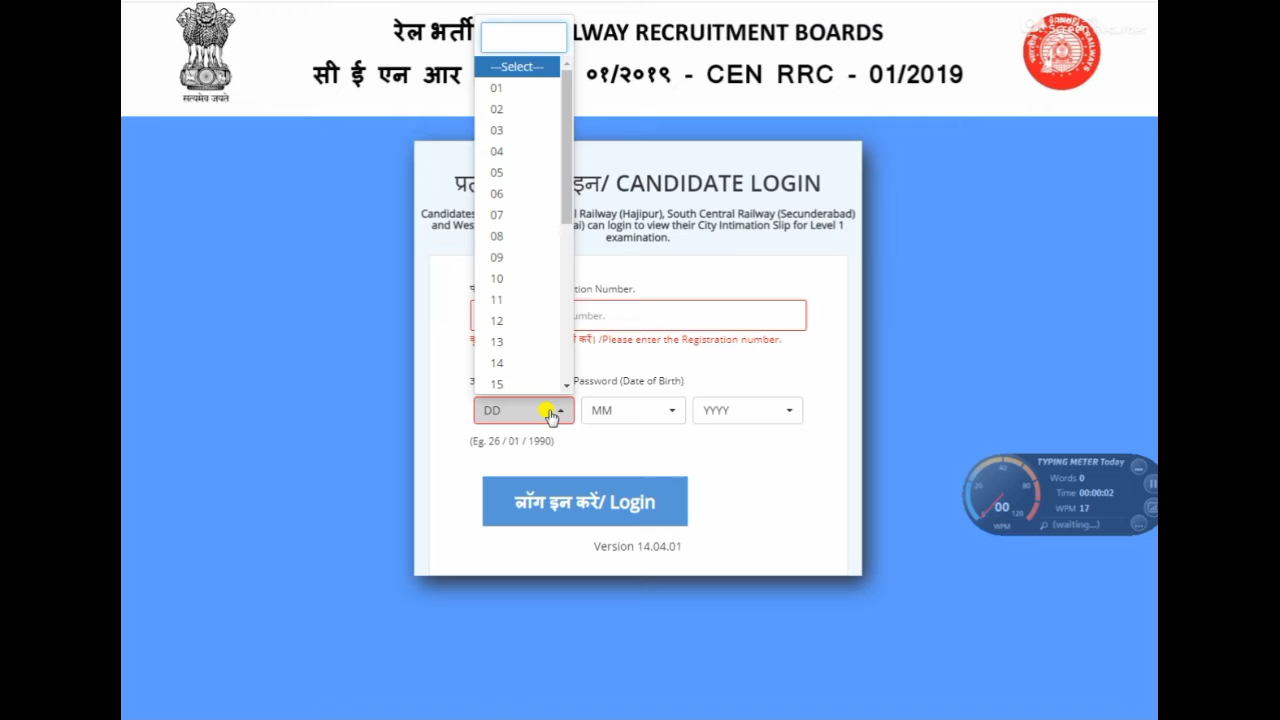 रेल भर्ती LWAY RECRUITMENT BOARDS
सी ई एन आर ०१/२०१९ - CEN RRC - 01/2019
सत्यमेव जयते
---Select---
01
02
03
04
05
06
07
08
09
10
11
12
13
14
15
इन/ CANDIDATE LOGIN
Candidates Railway (Hajipur), South Central Railway (Secunderabad)
and can login to view their City Intimation Slip for Level 1
examination.
Number.
/Please enter the Registration number.
Password (Date of Birth)
DD MM YYYY
(Eg. 26 / 01 / 1990)
लॉग इन करें/ Login
Version 14.04.01
TYPING METER Today
Words 0
Time 00:00:02
WPM 17
(waiting...)
20
40
80
120
00
WPM